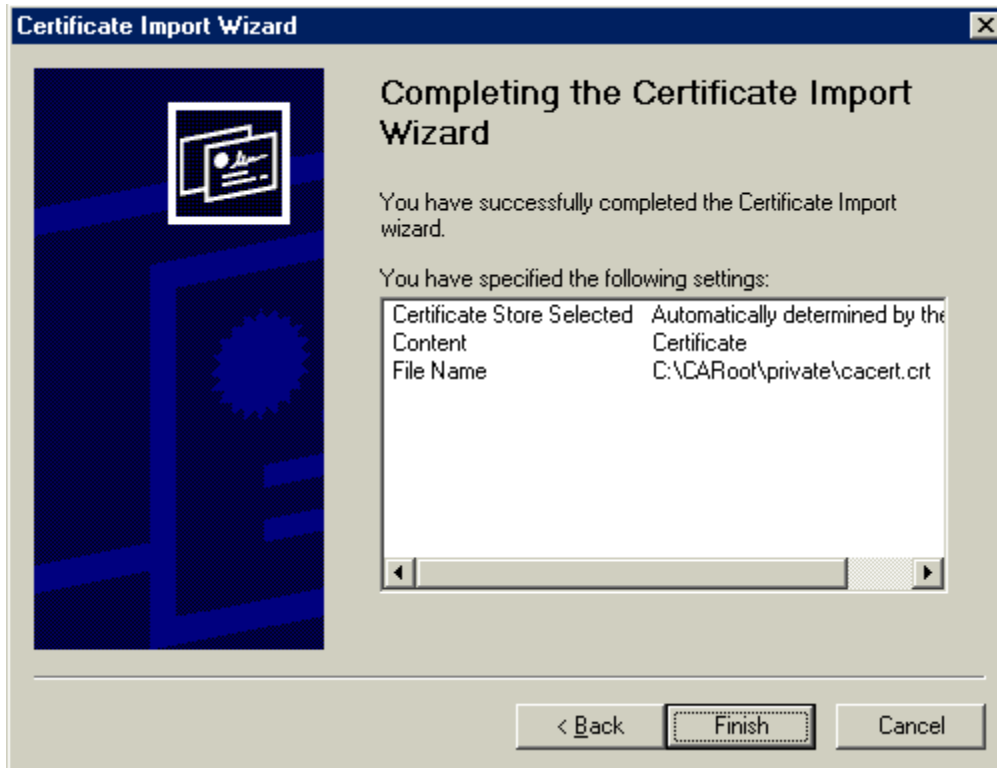 Certificate Import Wizard
Completing the Certificate Import
Wizard
You have successfully completed the Certificate Import
wizard.
You have specified the following settings:
Certificate Store Selected Automatically determined by the
Content Certificate
File Name C:\CARoot\private\cacert.crt
< Back Finish Cancel